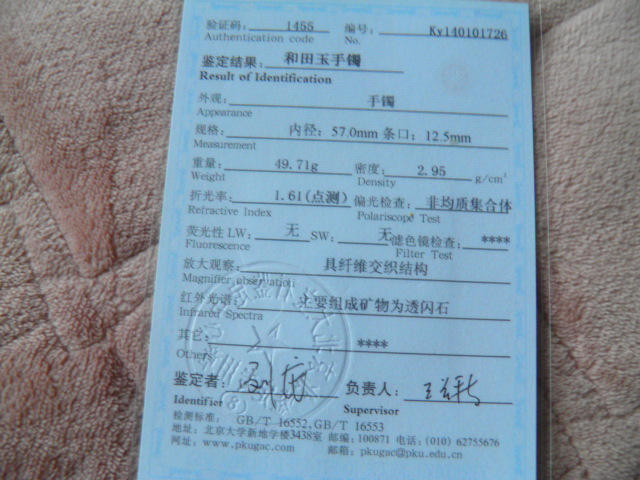 验证码: 1455 编号: Ky140101726
Authentication code No.
鉴定结果: 和田玉手镯
Result of Identification
外观: 手镯
Appearance
规格: 内径: 57.0mm 条口: 12.5mm
Measurement
重量: 49.71g 密度: 2.95 g/cm³
Weight Density
折光率: 1.61(点测) 偏光检查: 非均质集合体
Refractive Index Polariscope Test
荧光性 LW: 无 SW: 无 滤色镜检查: ****
Fluorescence Filter Test
放大观察: 具纤维交织结构
Magnifier observation
红外光谱: 主要组成矿物为透闪石
Infrared Spectra
其它: ****
Others
鉴定者: 负责人:
Identifier Supervisor
检测标准: GB/T 16552,GB/T 16553
地址: 北京大学新地学楼3438室 邮编: 100871 电话: (010) 62755676
网址: www.pkugac.com 邮箱: pkugac@pku.edu.cn